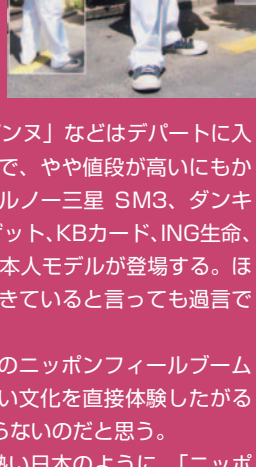 ンヌ」などはデパートに入
で、やや値段が高いにもか
ルノー三星 SM3、ダンキ
ット、KBカード、ING生命、
本人モデルが登場する。ほ
きていると言っても過言で
のニッポンフィールブーム
い文化を直接体験したがる
らないのだと思う。
い日本のように、「ニッポ